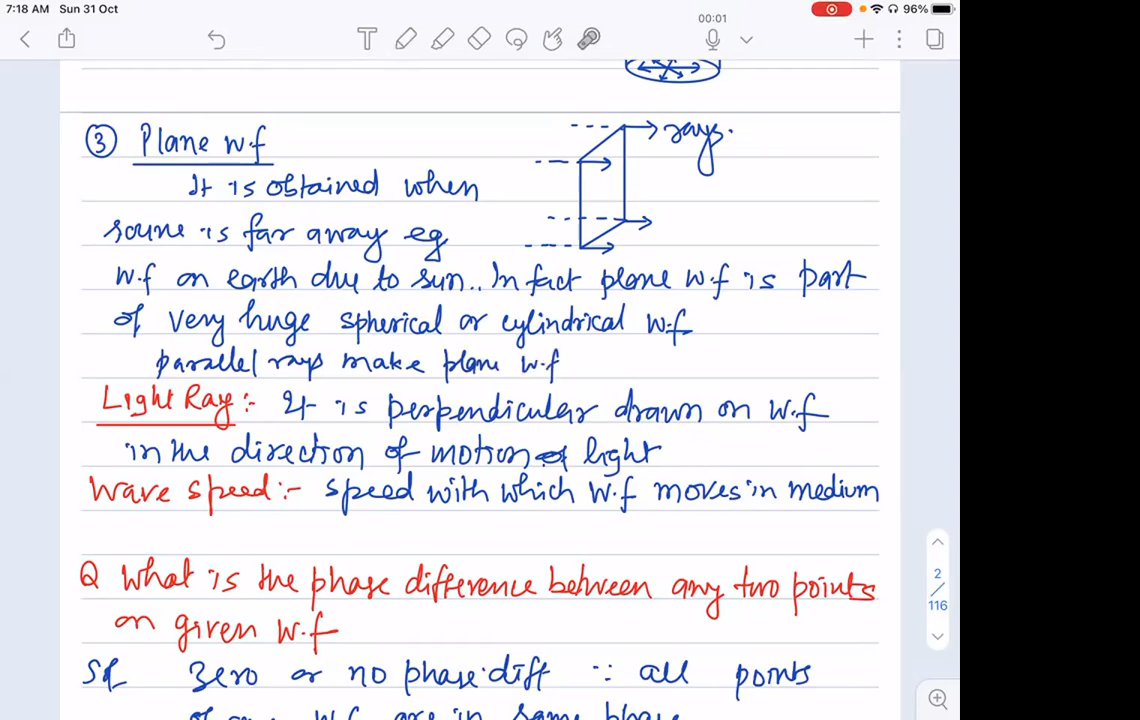 7:18 AM Sun 31 Oct
96%
00:01
③ Plane w.f
rays.
It is obtained when
source is far away eg
w.f on earth due to sun.. In fact plane w.f is part
of very huge spherical or cylindrical w.f
parallel rays make plane w.f
Light Ray :- It is perpendicular drawn on w.f
in the direction of motion of light
Wave speed :- speed with which w.f moves in medium
Q What is the phase difference between any two points
on given w.f
2
116
Sol Zero or no phase diff ∵ all points
w.f are in same phase